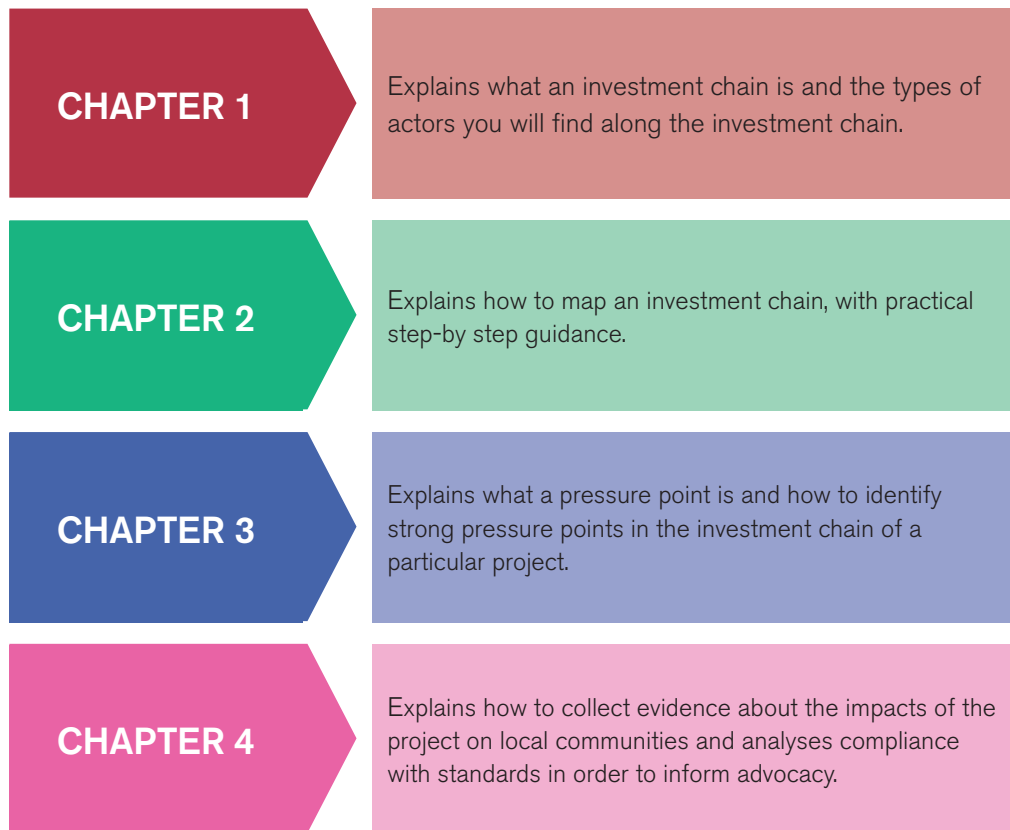 CHAPTER 1
Explains what an investment chain is and the types of
actors you will find along the investment chain.
CHAPTER 2
Explains how to map an investment chain, with practical
step-by step guidance.
CHAPTER 3
Explains what a pressure point is and how to identify
strong pressure points in the investment chain of a
particular project.
CHAPTER 4
Explains how to collect evidence about the impacts of the
project on local communities and analyses compliance
with standards in order to inform advocacy.